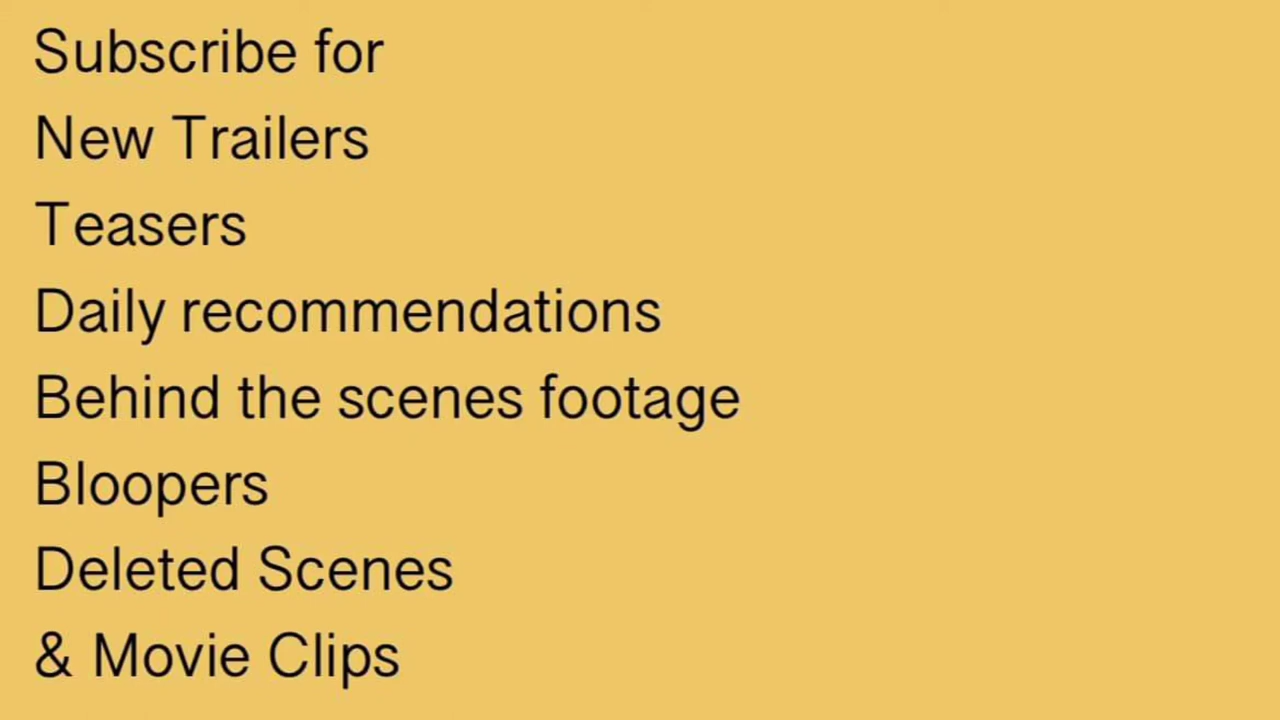 Subscribe for
New Trailers
Teasers
Daily recommendations
Behind the scenes footage
Bloopers
Deleted Scenes
& Movie Clips